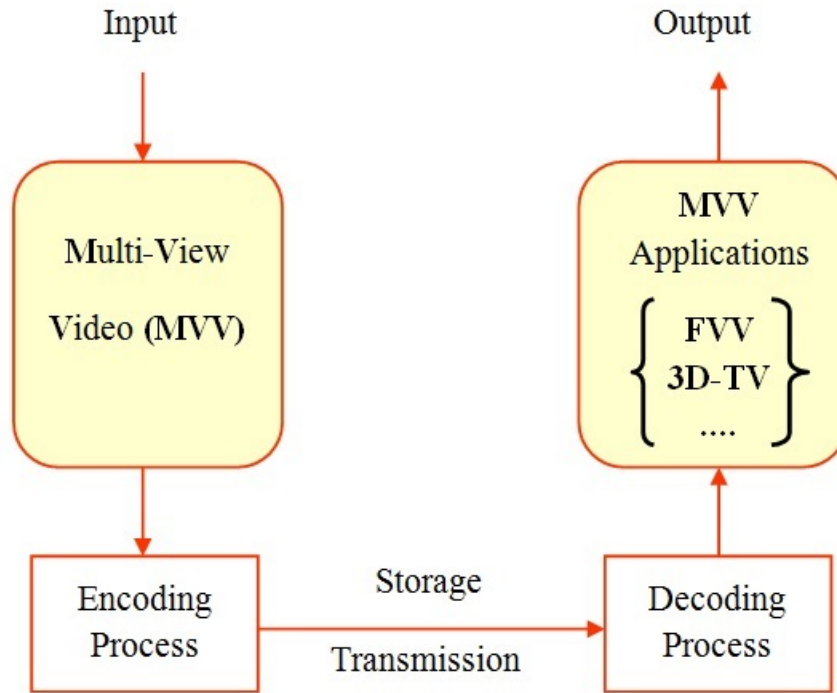 Input
Multi-View
Video (MVV)
Encoding
Process
Storage
Transmission
Decoding
Process
MVV
Applications
FVV
3D-TV
....
Output